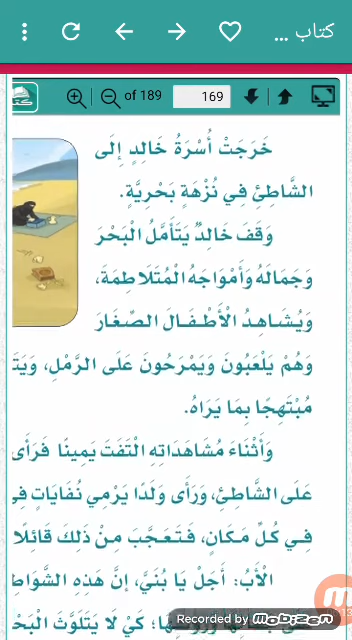 كتاب ...
169
of 189
خَرَجَتْ أُسْرَةُ خَالِدٍ إِلَى
الشَّاطِئِ فِي نُزْهَةٍ بَحْرِيَّةٍ.
وَقَفَ خَالِدٌ يَتَأَمَّلُ الْبَحْرَ
وَجَمَالَهُ وَأَمْوَاجَهُ الْمُتَلَاطِمَةَ،
وَيُشَاهِدُ الْأَطْفَالَ الصِّغَارَ
وَهُمْ يَلْعَبُونَ وَيَمْرَحُونَ عَلَى الرَّمْلِ، وَيَتَ
مُبْتَهِجًا بِمَا يَرَاهُ.
وَأَثْنَاءَ مُشَاهَدَاتِهِ الْتَفَتَ يَمِينًا فَرَأَى
عَلَى الشَّاطِئِ، وَرَأَى وَلَدًا يَرْمِي نُفَايَاتٍ فِي
فِي كُلِّ مَكَانٍ، فَتَعَجَّبَ مِنْ ذَلِكَ قَائِلًا
الْأَبُ: أَجَلْ يَا بُنَيَّ، إِنَّ هَذِهِ الشَّوَاطِ
كَيْ لَا يَتَلَوَّثَ الْبَحْ
Recorded by mobizen